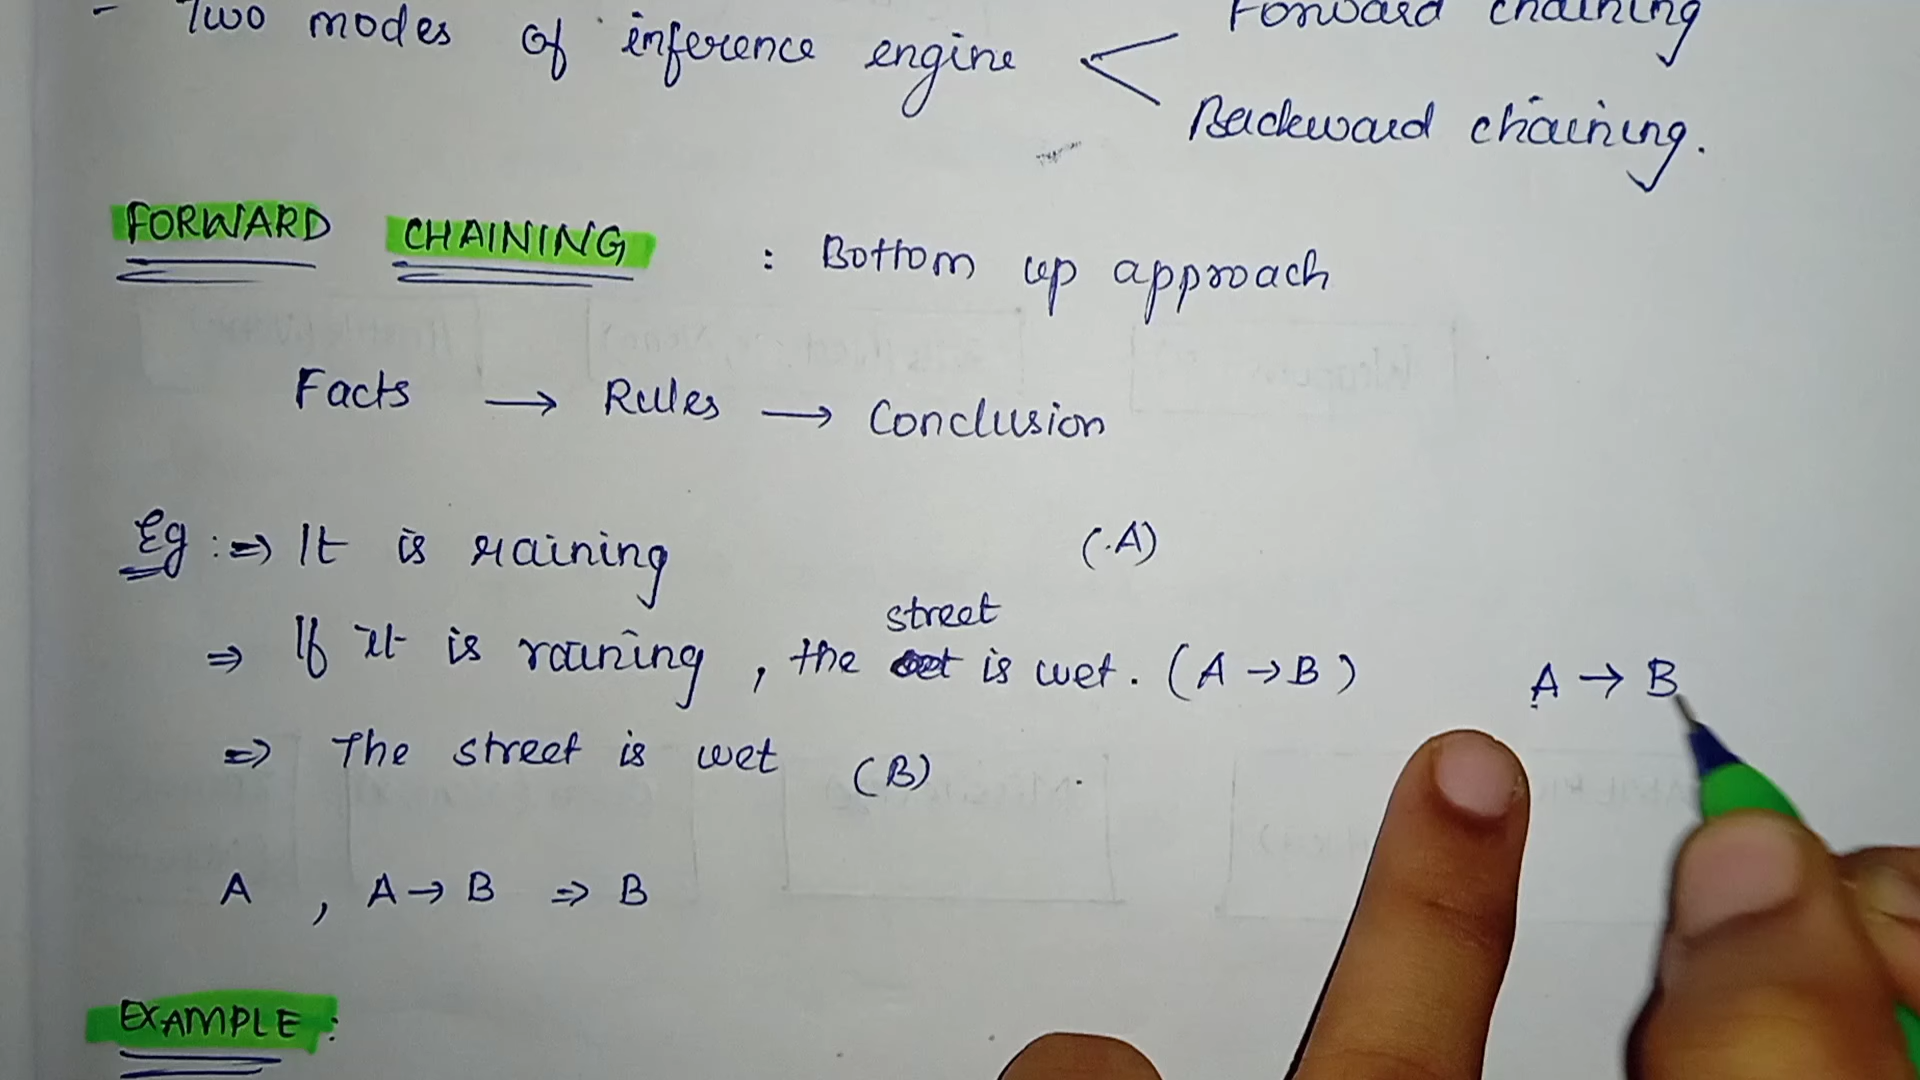 - Two modes of inference engine < Forward chaining
Backward chaining.
FORWARD CHAINING : Bottom up approach
Facts → Rules → Conclusion
Eg :⇒ It is raining (A)
street
⇒ If it is raining, the is wet. (A → B) A → B
⇒ The street is wet (B)
A , A → B ⇒ B
EXAMPLE :